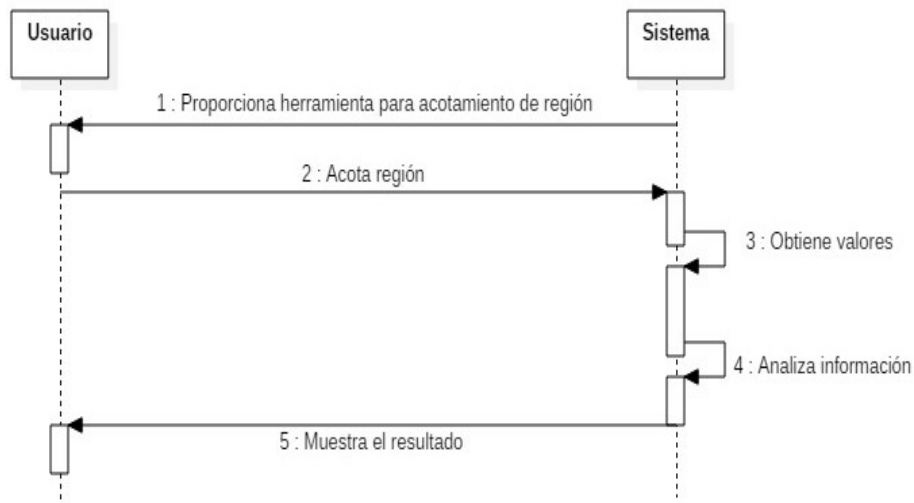 Usuario
Sistema
1 : Proporciona herramienta para acotamiento de región
2 : Acota región
3 : Obtiene valores
4 : Analiza información
5 : Muestra el resultado